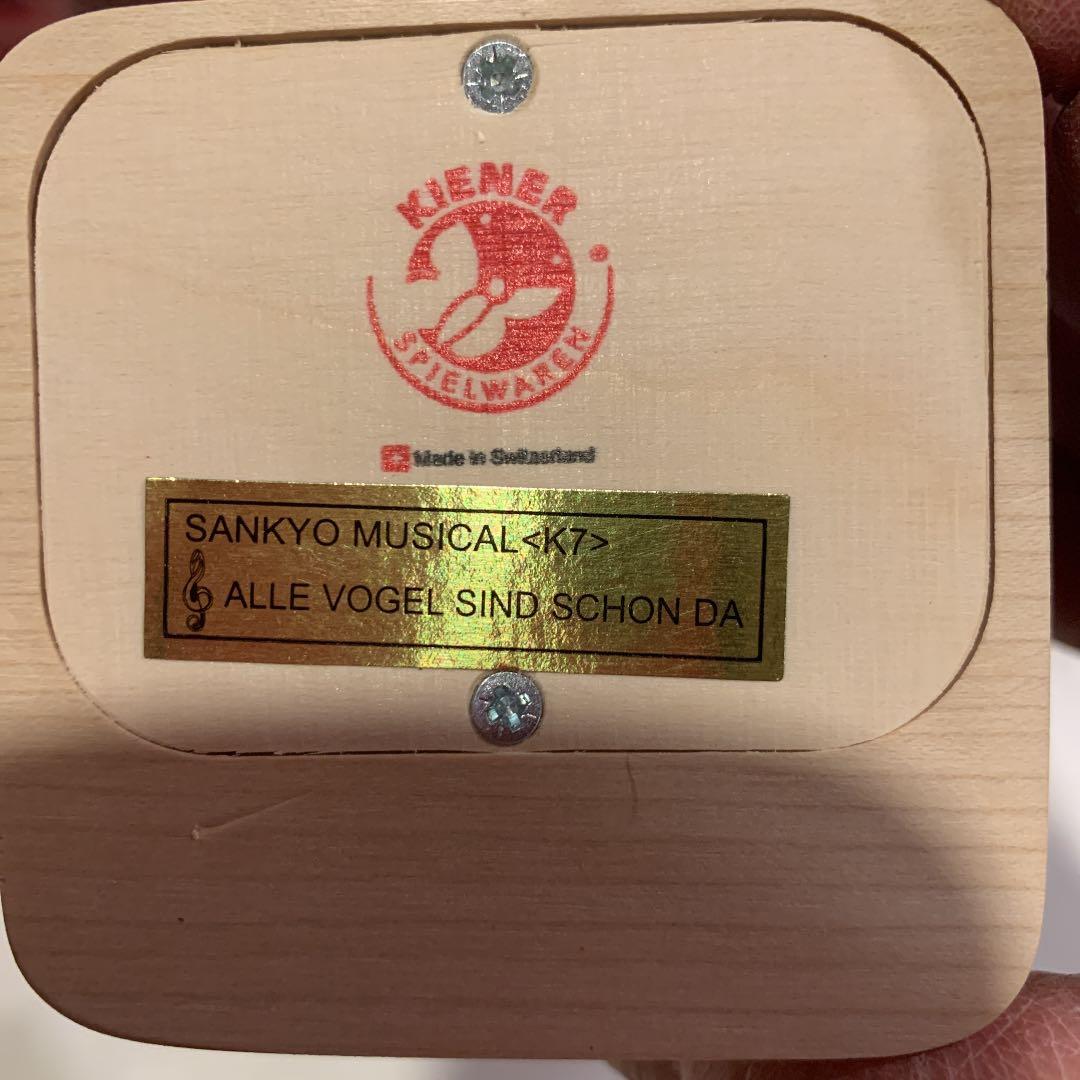 KIENER
SPIELWAREN
Made in Switzerland
SANKYO MUSICAL<K7>
ALLE VOGEL SIND SCHON DA